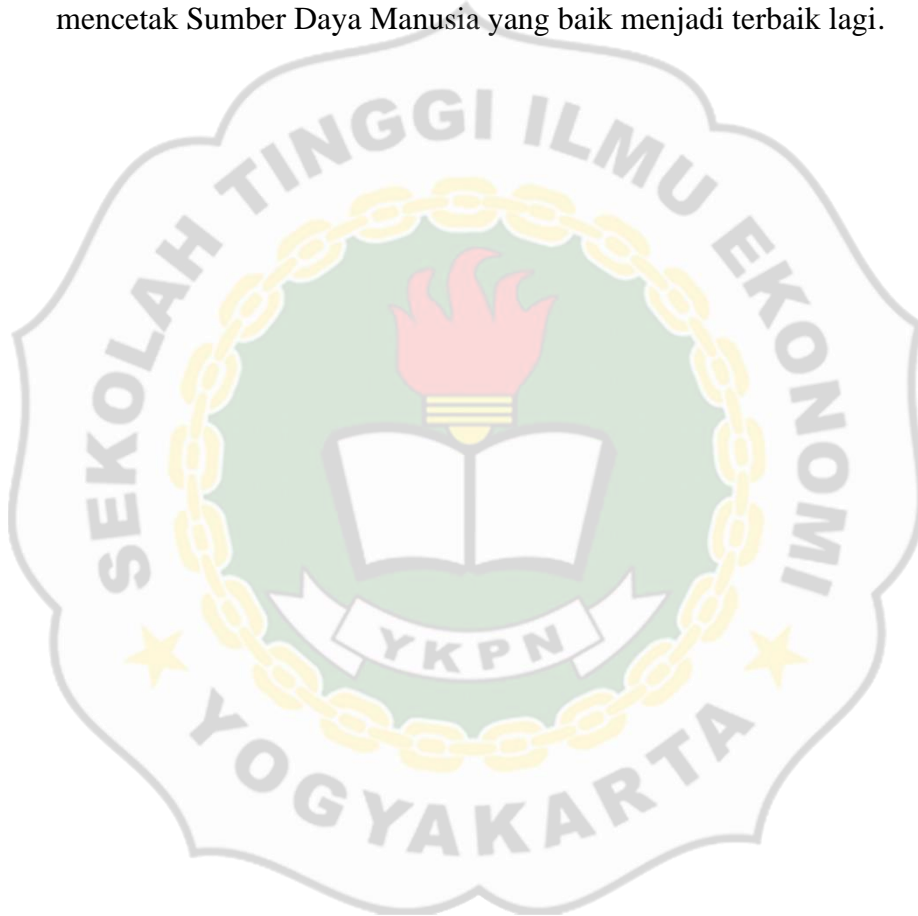 mencetak Sumber Daya Manusia yang baik menjadi terbaik lagi.
SEKOLAH TINGGI ILMU EKONOMI
YKPN
YOGYAKARTA